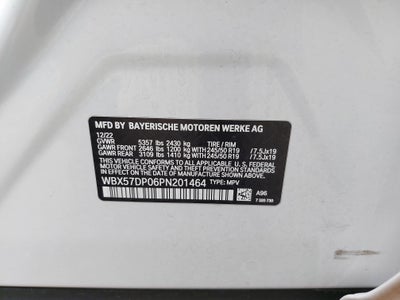 MFD BY BAYERISCHE MOTOREN WERKE AG
12/22
GVWR 5357 lbs 2430 kg TIRE / RIM
GAWR FRONT 2646 lbs 1200 kg WITH 245/50 R19 /7.5Jx19
GAWR REAR 3109 lbs 1410 kg WITH 245/50 R19 /7.5Jx19
THIS VEHICLE CONFORMS TO ALL APPLICABLE U.S. FEDERAL
MOTOR VEHICLE SAFETY AND THEFT PREVENTION STANDARDS
IN EFFECT ON THE DATE OF MANUFACTURE SHOWN ABOVE.
WBX57DP06PN201464 TYPE: MPV
A96